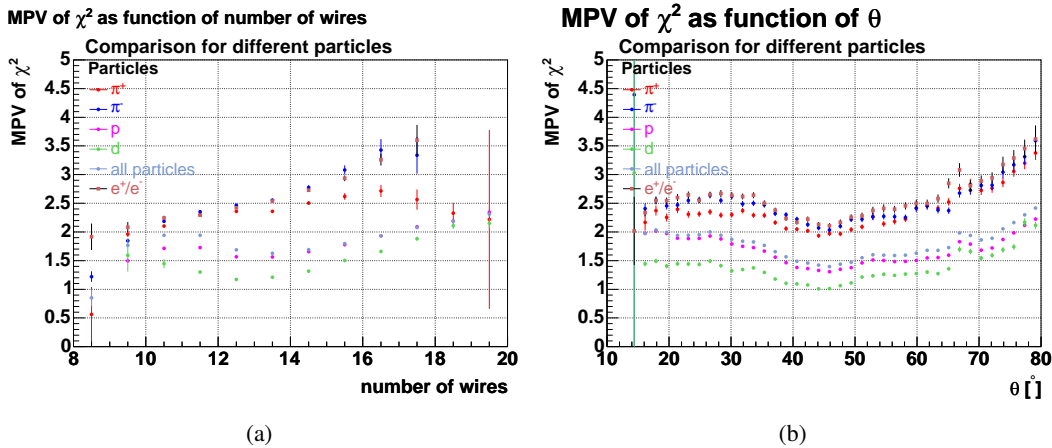 MPV of χ² as function of number of wires
Comparison for different particles
MPV of χ²
Particles
π⁺
π⁻
p
d
all particles
e⁺/e⁻
5
4.5
4
3.5
3
2.5
2
1.5
1
0.5
0
8 10 12 14 16 18 20
number of wires
(a)
MPV of χ² as function of θ
Comparison for different particles
MPV of χ²
Particles
π⁺
π⁻
p
d
all particles
e⁺/e⁻
5
4.5
4
3.5
3
2.5
2
1.5
1
0.5
0
10 20 30 40 50 60 70 80
θ [°]
(b)